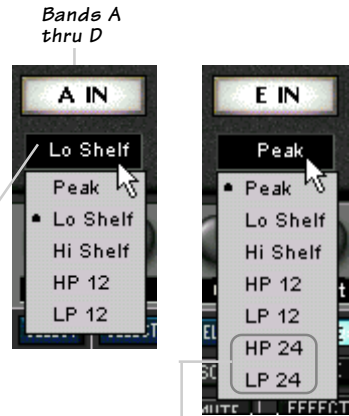 Bands A
thru D
A IN
Lo Shelf
Peak
Lo Shelf
Hi Shelf
HP 12
LP 12
E IN
Peak
Peak
Lo Shelf
Hi Shelf
HP 12
LP 12
HP 24
LP 24
MUTE
EFFECT